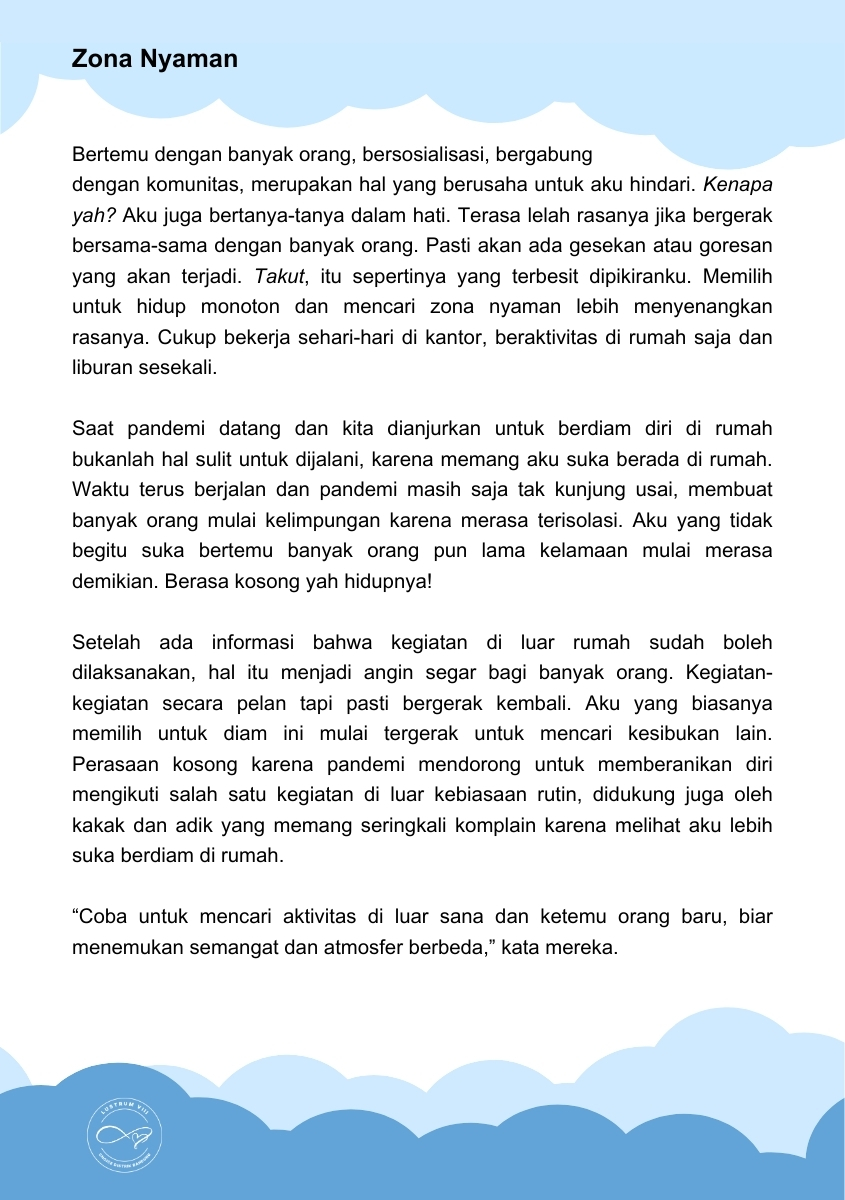 Zona Nyaman
Bertemu dengan banyak orang, bersosialisasi, bergabung
dengan komunitas, merupakan hal yang berusaha untuk aku hindari. Kenapa
yah? Aku juga bertanya-tanya dalam hati. Terasa lelah rasanya jika bergerak
bersama-sama dengan banyak orang. Pasti akan ada gesekan atau goresan
yang akan terjadi. Takut, itu sepertinya yang terbesit dipikiranku. Memilih
untuk hidup monoton dan mencari zona nyaman lebih menyenangkan
rasanya. Cukup bekerja sehari-hari di kantor, beraktivitas di rumah saja dan
liburan sesekali.
Saat pandemi datang dan kita dianjurkan untuk berdiam diri di rumah
bukanlah hal sulit untuk dijalani, karena memang aku suka berada di rumah.
Waktu terus berjalan dan pandemi masih saja tak kunjung usai, membuat
banyak orang mulai kelimpungan karena merasa terisolasi. Aku yang tidak
begitu suka bertemu banyak orang pun lama kelamaan mulai merasa
demikian. Berasa kosong yah hidupnya!
Setelah ada informasi bahwa kegiatan di luar rumah sudah boleh
dilaksanakan, hal itu menjadi angin segar bagi banyak orang. Kegiatan-
kegiatan secara pelan tapi pasti bergerak kembali. Aku yang biasanya
memilih untuk diam ini mulai tergerak untuk mencari kesibukan lain.
Perasaan kosong karena pandemi mendorong untuk memberanikan diri
mengikuti salah satu kegiatan di luar kebiasaan rutin, didukung juga oleh
kakak dan adik yang memang seringkali komplain karena melihat aku lebih
suka berdiam di rumah.
“Coba untuk mencari aktivitas di luar sana dan ketemu orang baru, biar
menemukan semangat dan atmosfer berbeda,” kata mereka.
LUSTRUM VIII